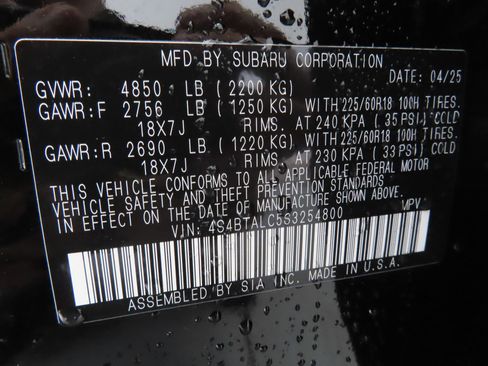 MFD BY SUBARU CORPORATION
DATE: 04/25
GVWR: 4850 LB (2200 KG)
GAWR:F 2756 LB (1250 KG) WITH 225/60R18 100H TIRES.
18X7J RIMS. AT 240 KPA (35 PSI) COLD
GAWR:R 2690 LB (1220 KG) WITH 225/60R18 100H TIRES.
18X7J RIMS. AT 230 KPA (33 PSI) COLD
THIS VEHICLE CONFORMS TO ALL APPLICABLE FEDERAL MOTOR
VEHICLE SAFETY AND THEFT PREVENTION STANDARDS
IN EFFECT ON THE DATE OF MANUFACTURE SHOWN ABOVE.
VIN: 4S4BTALC5S3254800 MPV
ASSEMBLED BY SIA INC. MADE IN U.S.A.